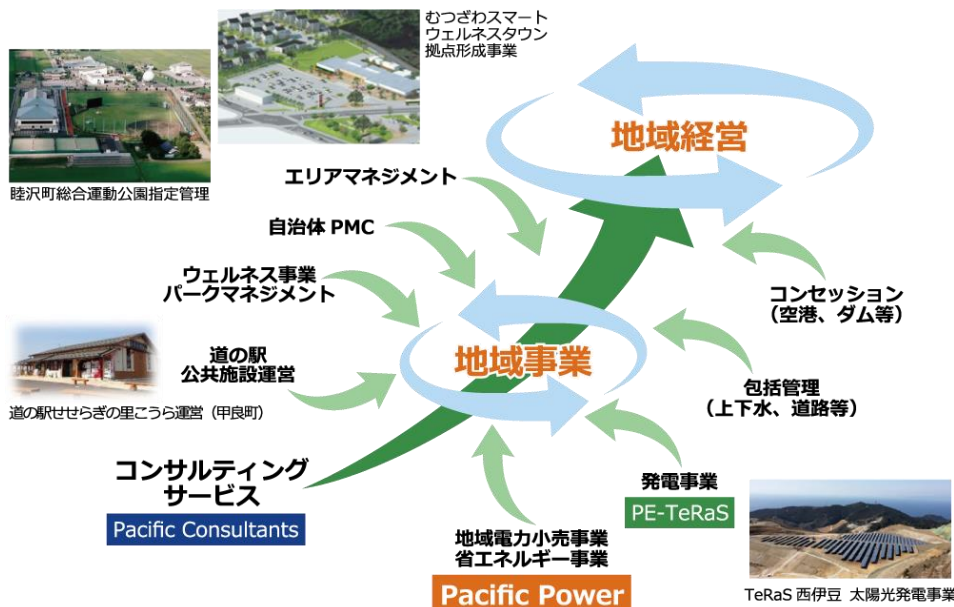 むつざわスマート
ウェルネスタウン
拠点形成事業
睦沢町総合運動公園指定管理
地域経営
エリアマネジメント
自治体 PMC
ウェルネス事業
パークマネジメント
コンセッション
(空港、ダム等)
道の駅
公共施設運営
地域事業
包括管理
(上下水、道路等)
道の駅せせらぎの里こうら運営(甲良町)
コンサルティング
サービス
Pacific Consultants
発電事業
PE-TeRaS
地域電力小売事業
省エネルギー事業
Pacific Power
TeRaS 西伊豆 太陽光発電事業